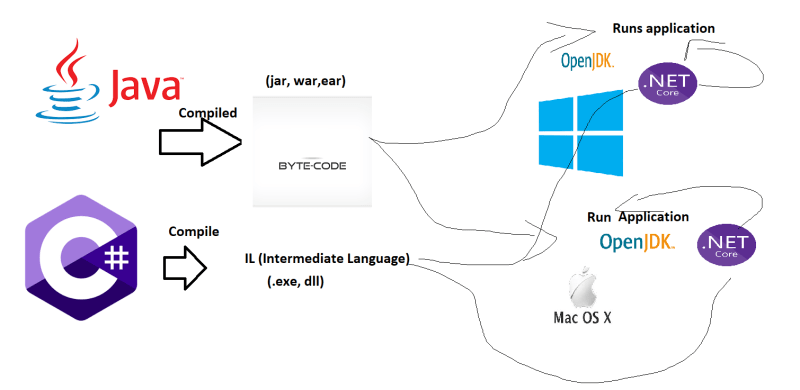 Java
Compiled
(jar, war,ear)
BYTE-CODE
Runs application
OpenJDK.
.NET
Core
C#
Compile
IL (Intermediate Language)
(.exe, dll)
Run Application
OpenJDK.
.NET
Core
Mac OS X